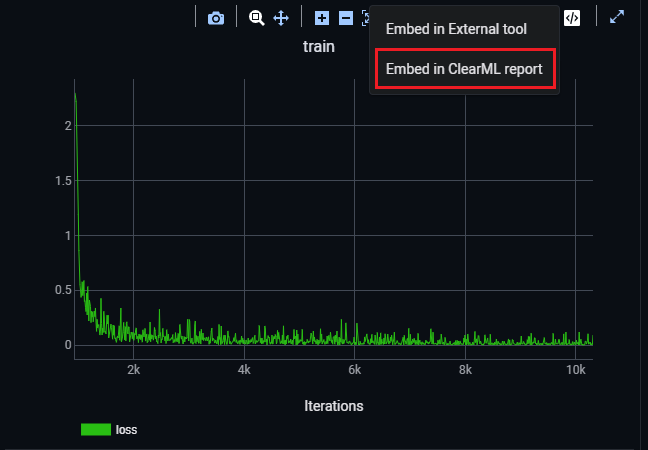 Embed in External tool
</>
train
Embed in ClearML report
2
1.5
1
0.5
0
2k
4k
6k
8k
10k
Iterations
loss